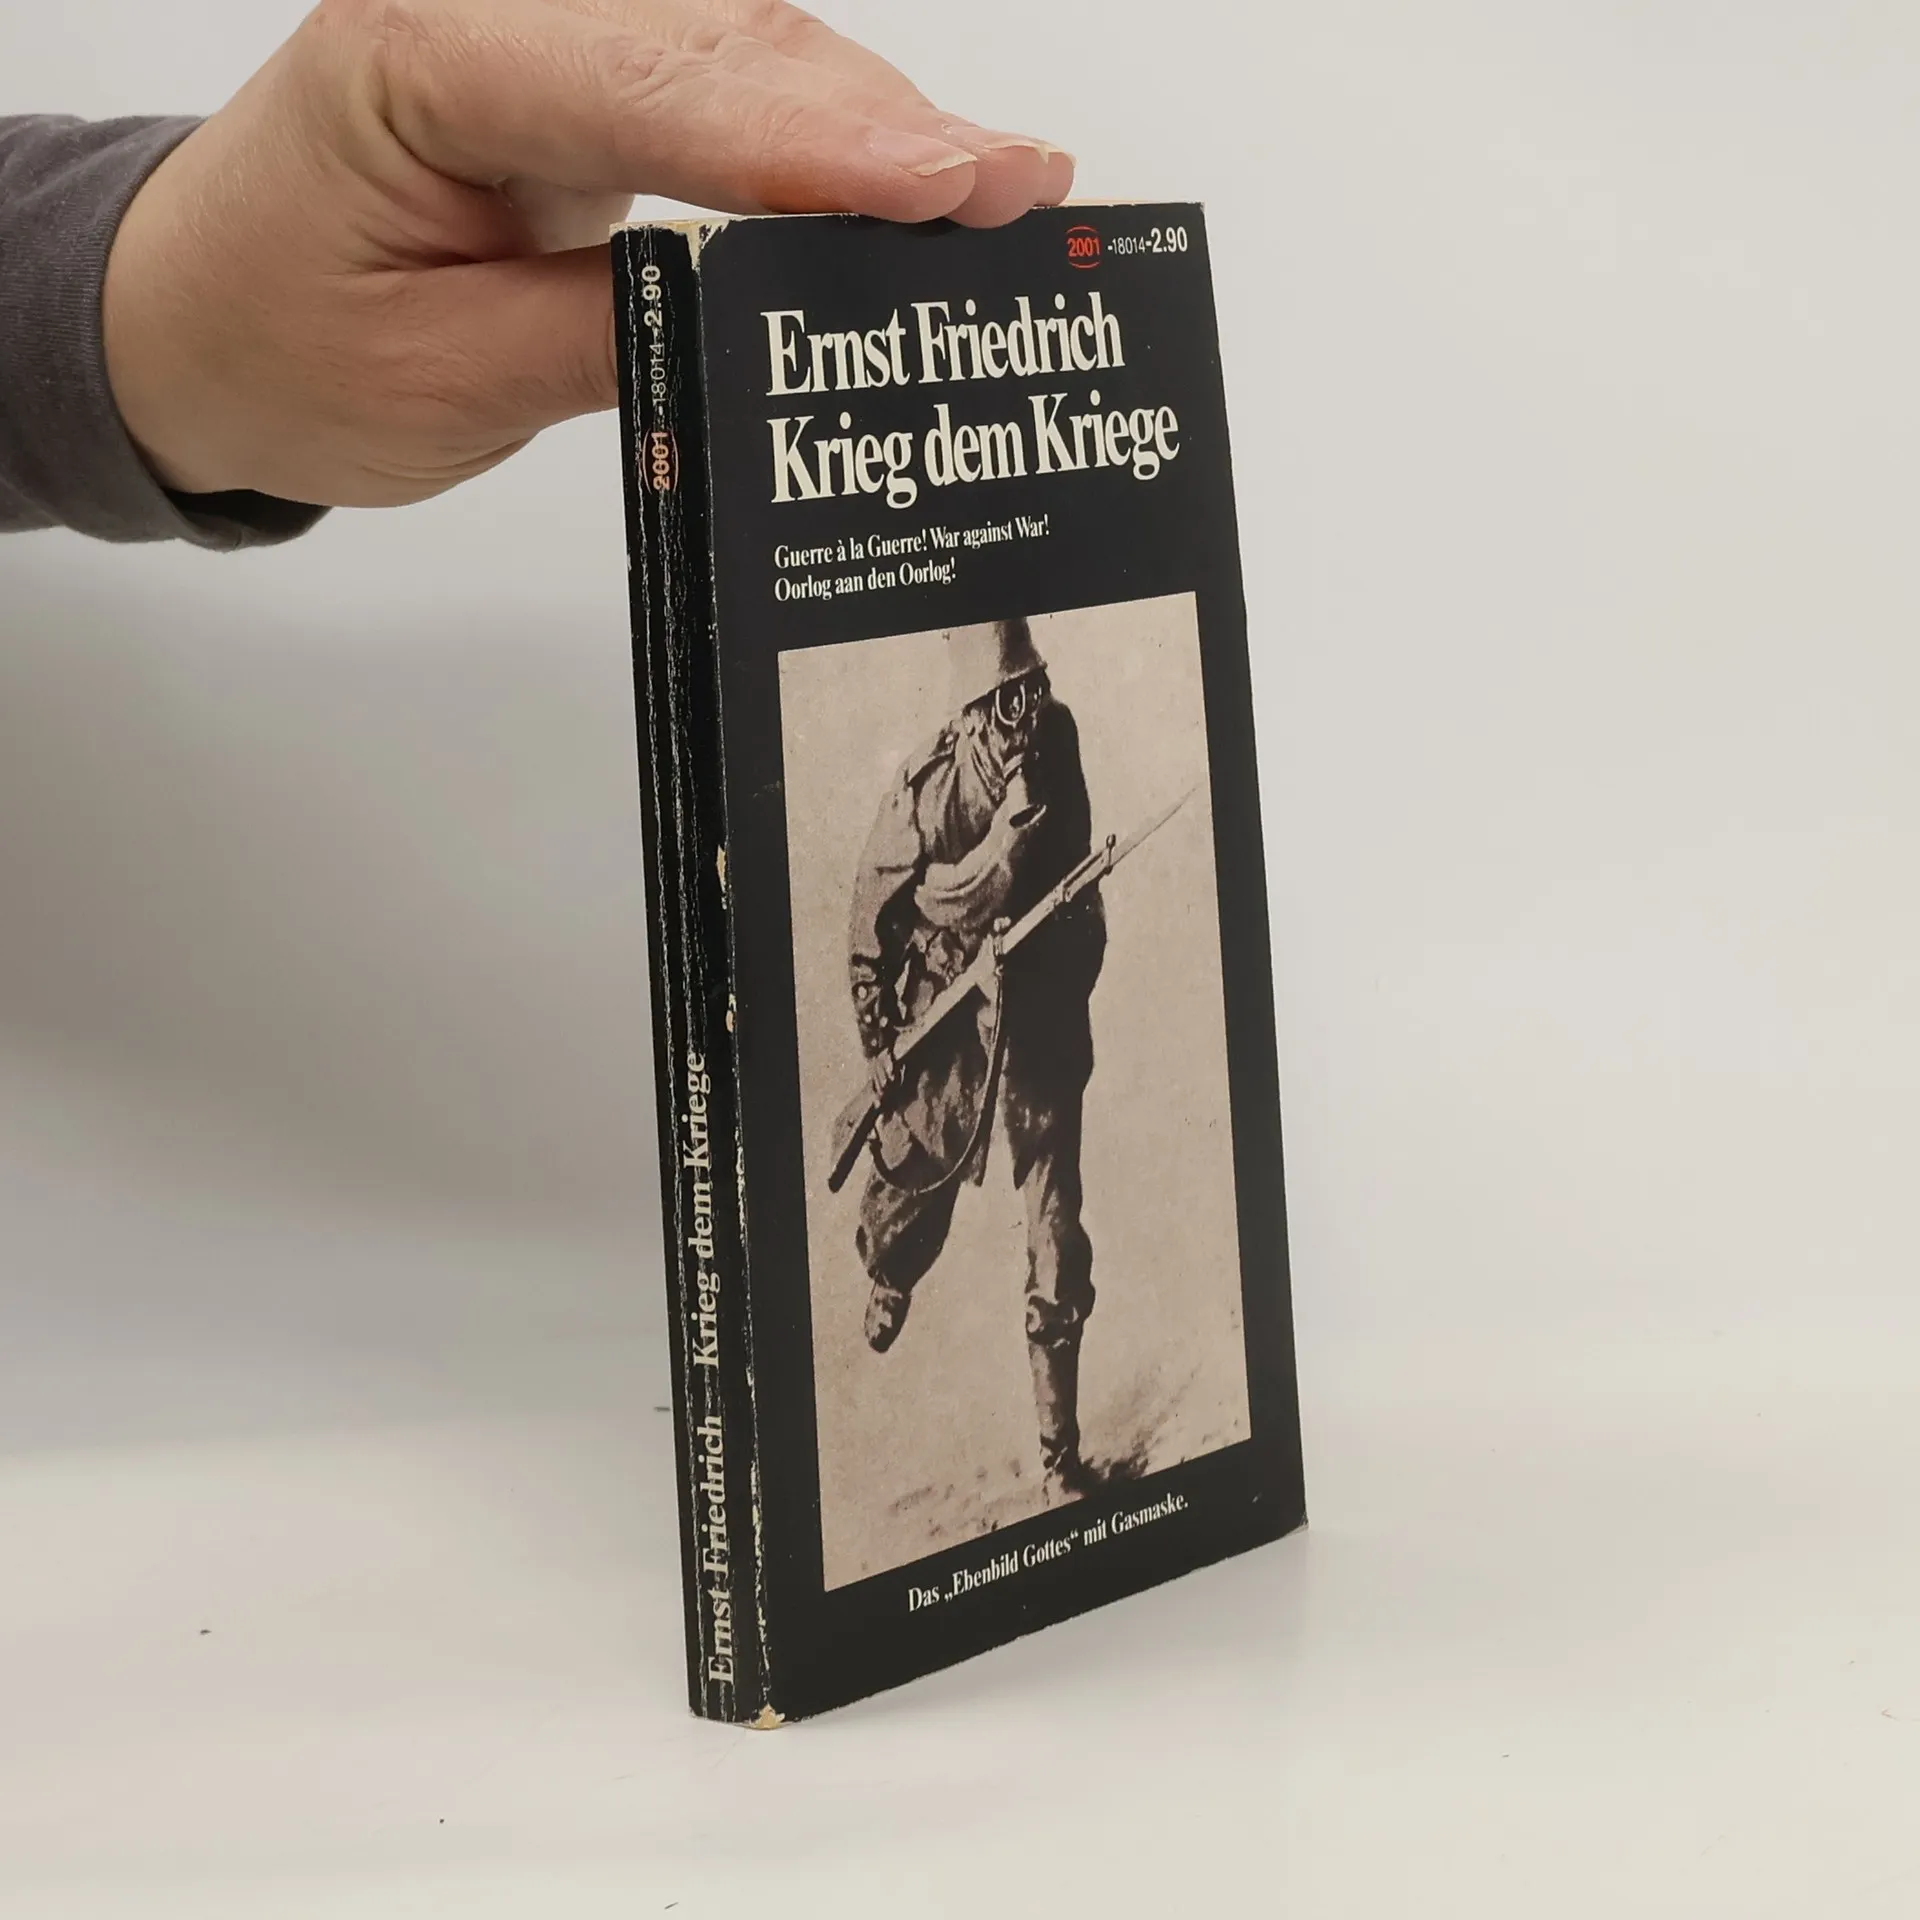 2001 -18014-2.90
Ernst Friedrich
Krieg dem Kriege
Guerre à la Guerre! War against War!
Oorlog aan den Oorlog!
Das „Ebenbild Gottes“ mit Gasmaske.
Ernst Friedrich Krieg dem Kriege 2001 -18014-2.90